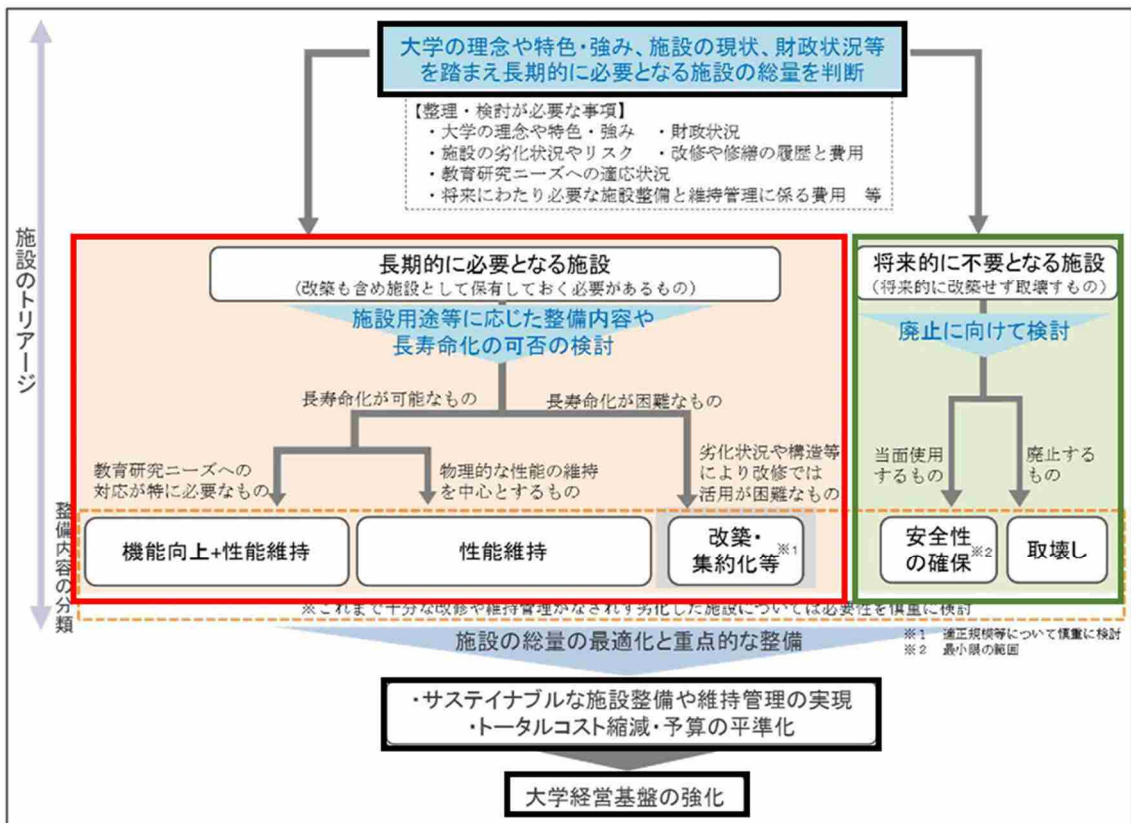 大学の理念や特色・強み、施設の現状、財政状況等
を踏まえ長期的に必要となる施設の総量を判断
【整理・検討が必要な事項】
・大学の理念や特色・強み ・財政状況
・施設の劣化状況やリスク ・改修や修繕の履歴と費用
・教育研究ニーズへの適応状況
・将来にわたり必要な施設整備と維持管理に係る費用 等
施設のトリアージ
長期的に必要となる施設
(改築も含め施設として保有しておく必要があるもの)
施設用途等に応じた整備内容や
長寿命化の可否の検討
長寿命化が可能なもの
長寿命化が困難なもの
教育研究ニーズへの
対応が特に必要なもの
物理的な性能の維持
を中心とするもの
劣化状況や構造等
により改修では
活用が困難なもの
将来的に不要となる施設
(将来的に改築せず取壊すもの)
廃止に向けて検討
当面使用
するもの
廃止する
もの
整備内容の分類
機能向上+性能維持
性能維持
改築・
集約化等※1
安全性
の確保※2
取壊し
※これまで十分な改修や維持管理がなされず劣化した施設については必要性を慎重に検討
施設の総量の最適化と重点的な整備
※1 適正規模等について慎重に検討
※2 最小限の範囲
・サステイナブルな施設整備や維持管理の実現
・トータルコスト縮減・予算の平準化
大学経営基盤の強化